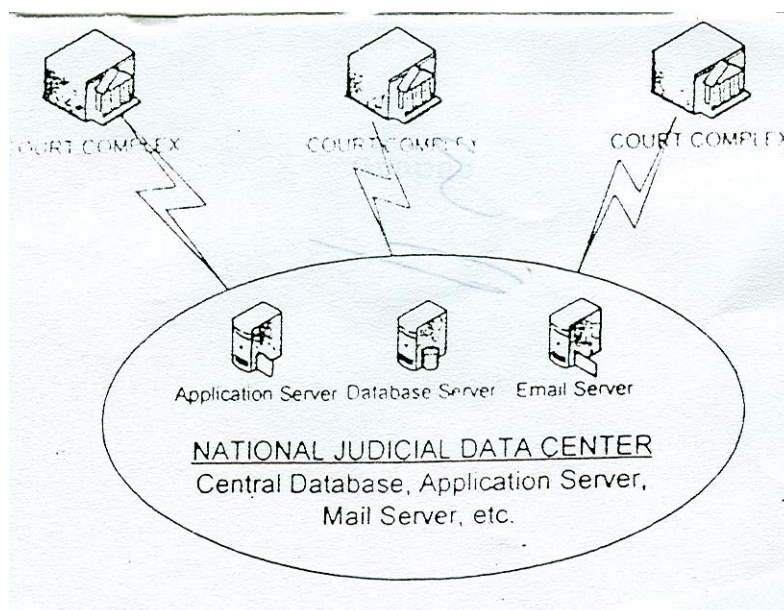 COURT COMPLEX COURT COMPLEX COURT COMPLEX
Application Server Database Server Email Server
NATIONAL JUDICIAL DATA CENTER
Central Database, Application Server,
Mail Server, etc.